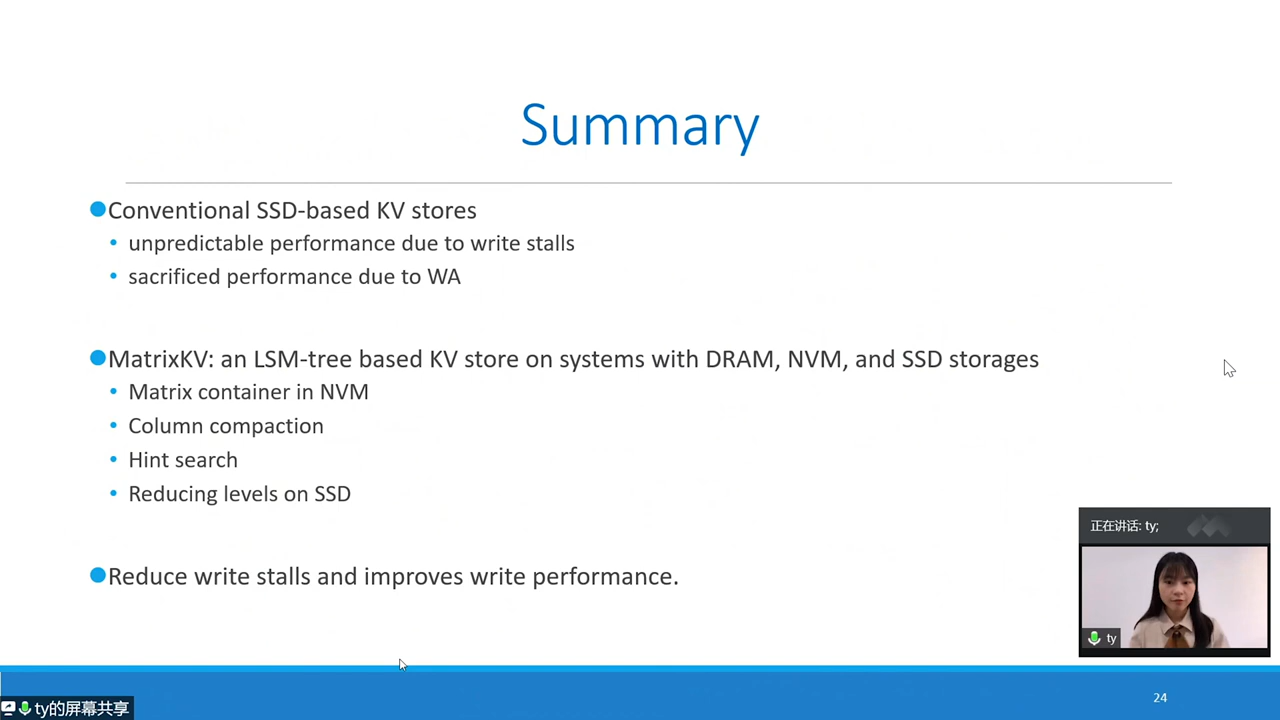 Summary
Conventional SSD-based KV stores
unpredictable performance due to write stalls
sacrificed performance due to WA
MatrixKV: an LSM-tree based KV store on systems with DRAM, NVM, and SSD storages
Matrix container in NVM
Column compaction
Hint search
Reducing levels on SSD
Reduce write stalls and improves write performance.
正在讲话: ty;
ty
24
ty的屏幕共享